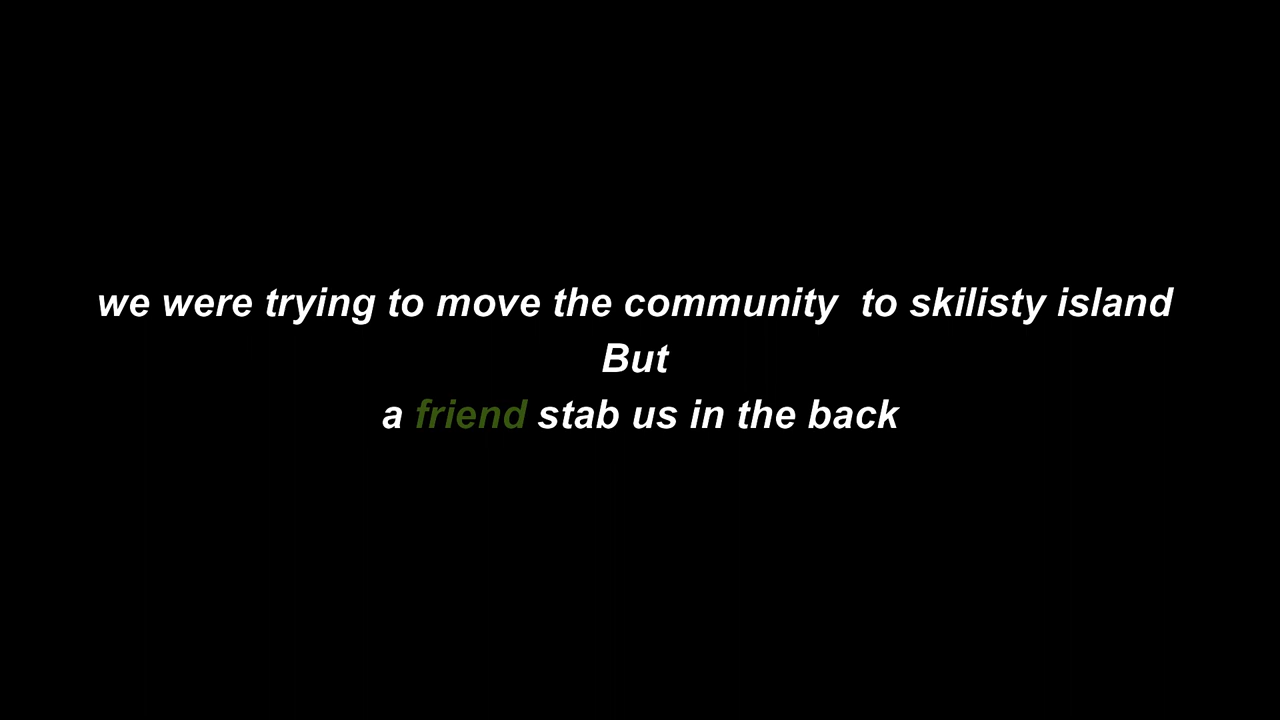 we were trying to move the community  to skilisty island
But
a friend stab us in the back